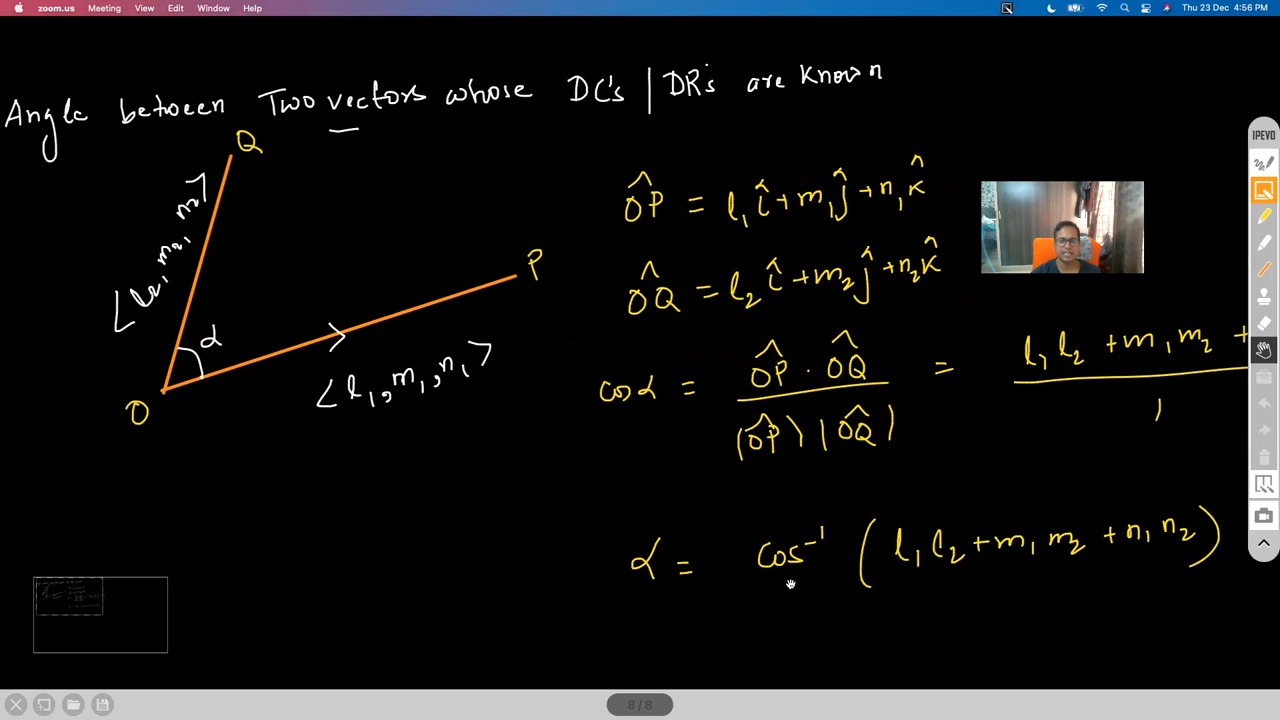 zoom.us Meeting View Edit Window Help Thu 23 Dec 4:56 PM
Angle between Two vectors whose DC's | DR's are known
Q
<l₂, m₂, n₂>
P
α
<l₁, m₁, n₁>
O
ÔP = l₁î + m₁ĵ + n₁k̂
ÔQ = l₂î + m₂ĵ + n₂k̂
cosα = ÔP · ÔQ / |ÔP| |ÔQ| = l₁l₂ + m₁m₂ + / 1
α = cos⁻¹ (l₁l₂ + m₁m₂ + n₁n₂)
IPEVO
8/8